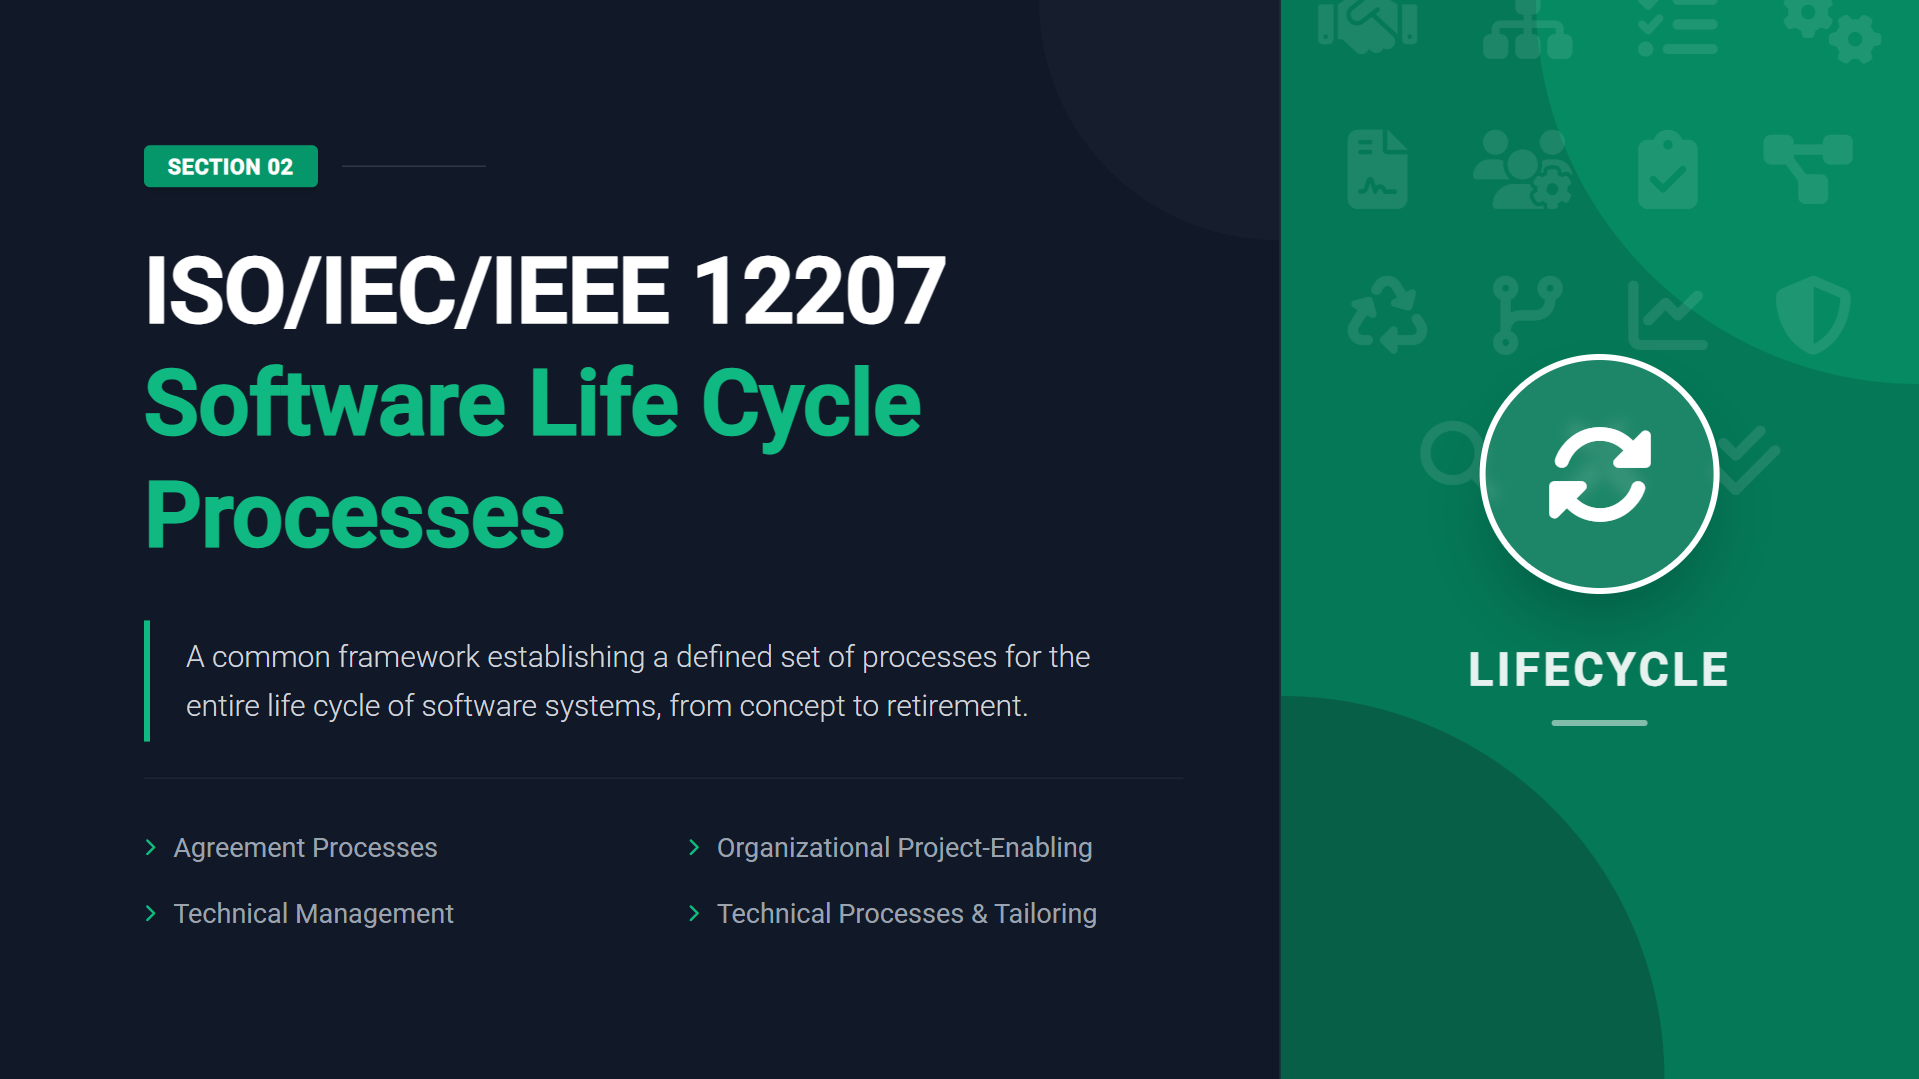 SECTION 02
ISO/IEC/IEEE 12207
Software Life Cycle
Processes
A common framework establishing a defined set of processes for the
entire life cycle of software systems, from concept to retirement.
Agreement Processes
Organizational Project-Enabling
Technical Management
Technical Processes & Tailoring
LIFECYCLE